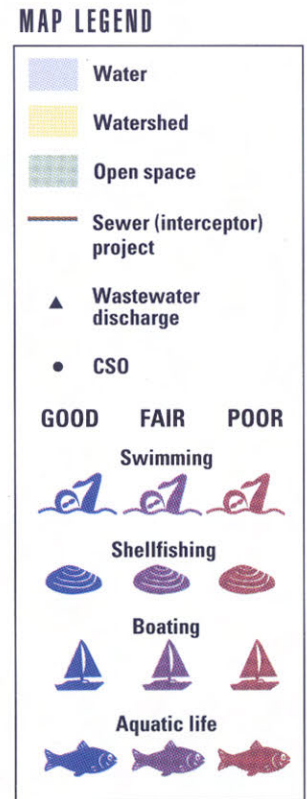 MAP LEGEND
Water
Watershed
Open space
Sewer (interceptor)
project
Wastewater
discharge
CSO
GOOD FAIR POOR
Swimming
Shellfishing
Boating
Aquatic life